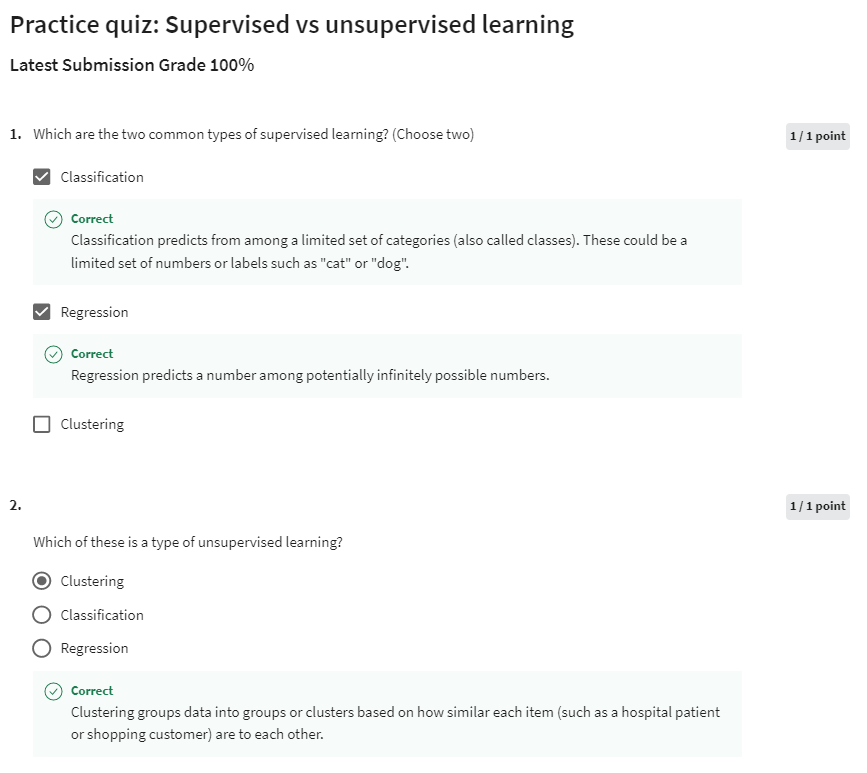 Practice quiz: Supervised vs unsupervised learning
Latest Submission Grade 100%
1. Which are the two common types of supervised learning? (Choose two)
1 / 1 point
Classification
Correct
Classification predicts from among a limited set of categories (also called classes). These could be a
limited set of numbers or labels such as "cat" or "dog".
Regression
Correct
Regression predicts a number among potentially infinitely possible numbers.
Clustering
2.
1 / 1 point
Which of these is a type of unsupervised learning?
Clustering
Classification
Regression
Correct
Clustering groups data into groups or clusters based on how similar each item (such as a hospital patient
or shopping customer) are to each other.